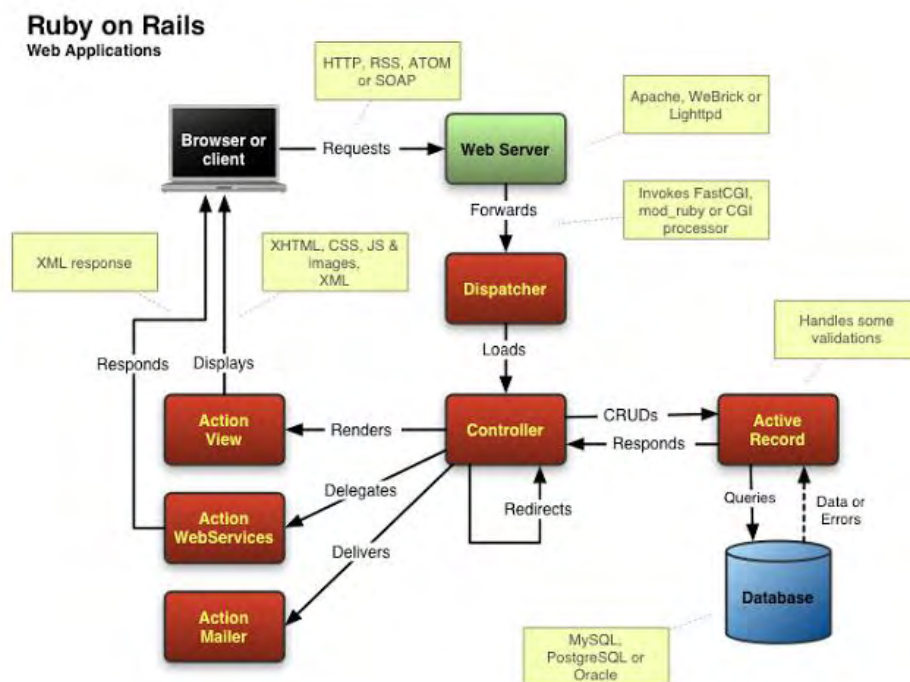 Ruby on Rails
Web Applications
HTTP, RSS, ATOM
or SOAP
Apache, WeBrick or
Lighttpd
Browser or
client
Requests
Web Server
Forwards
Invokes FastCGI,
mod_ruby or CGI
processor
XML response
XHTML, CSS, JS &
Images,
XML
Dispatcher
Handles some
validations
Responds
Displays
Loads
Action
View
Renders
Controller
CRUDs
Responds
Active
Record
Delegates
Redirects
Queries
Data or
Errors
Action
WebServices
Delivers
Action
Mailer
Database
MySQL,
PostgreSQL or
Oracle